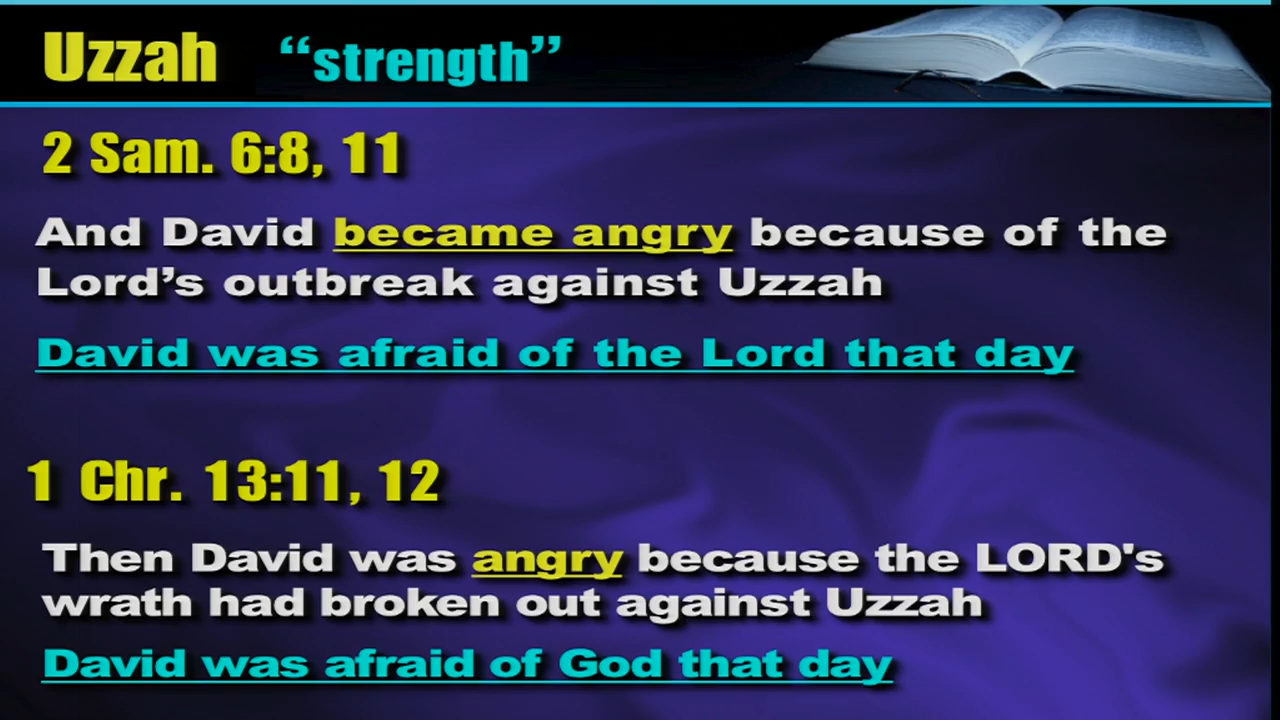 Uzzah “strength”
2 Sam. 6:8, 11
And David became angry because of the
Lord’s outbreak against Uzzah
David was afraid of the Lord that day
1 Chr. 13:11, 12
Then David was angry because the LORD's
wrath had broken out against Uzzah
David was afraid of God that day